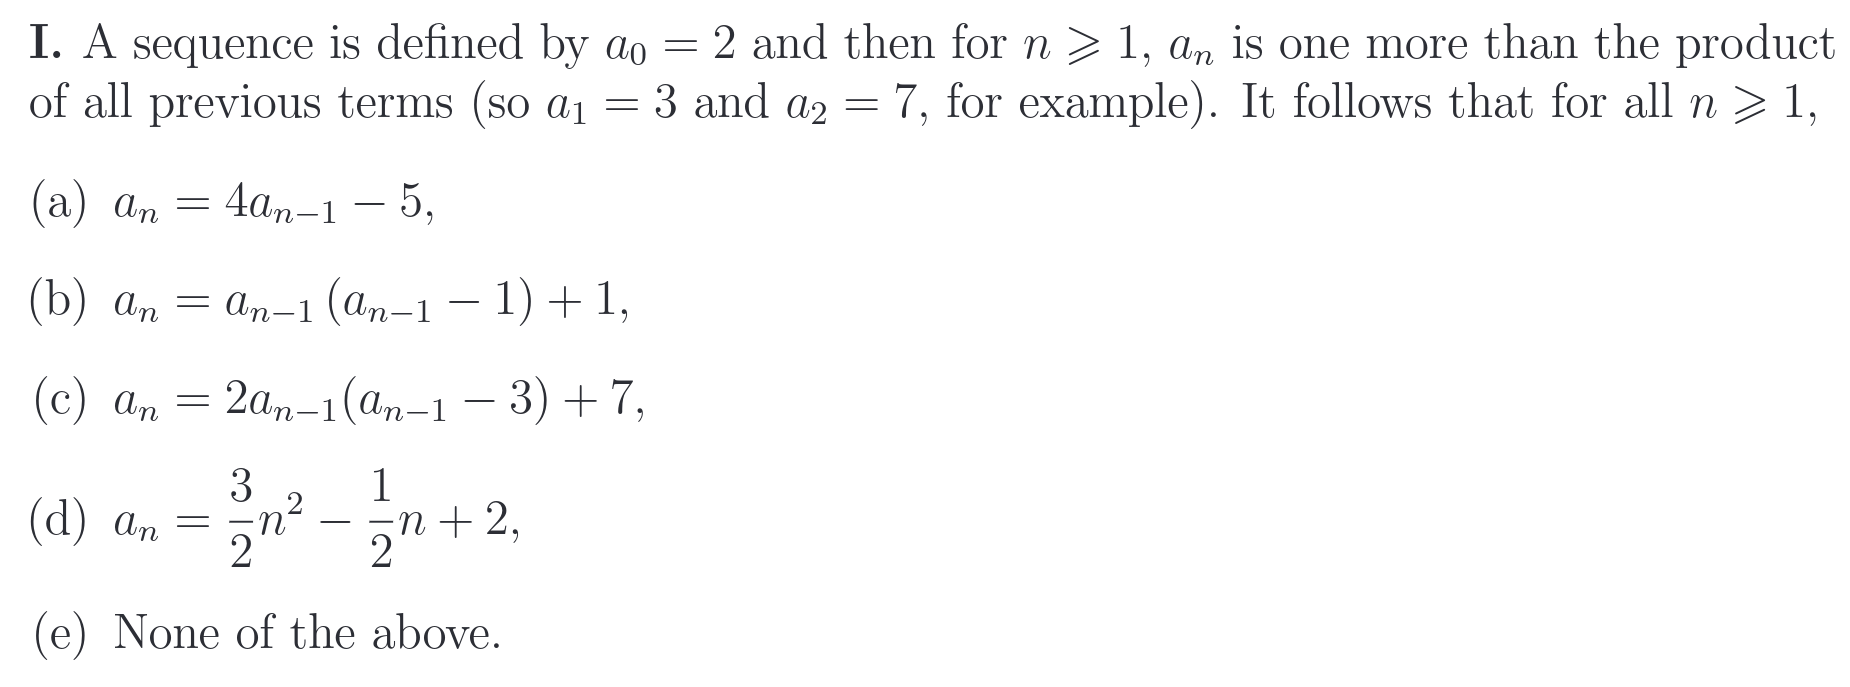 I. A sequence is defined by a₀ = 2 and then for n ⩾ 1, aₙ is one more than the product
of all previous terms (so a₁ = 3 and a₂ = 7, for example). It follows that for all n ⩾ 1,
(a) aₙ = 4aₙ₋₁ − 5,
(b) aₙ = aₙ₋₁ (aₙ₋₁ − 1) + 1,
(c) aₙ = 2aₙ₋₁(aₙ₋₁ − 3) + 7,
(d) aₙ = 3/2 n² − 1/2 n + 2,
(e) None of the above.